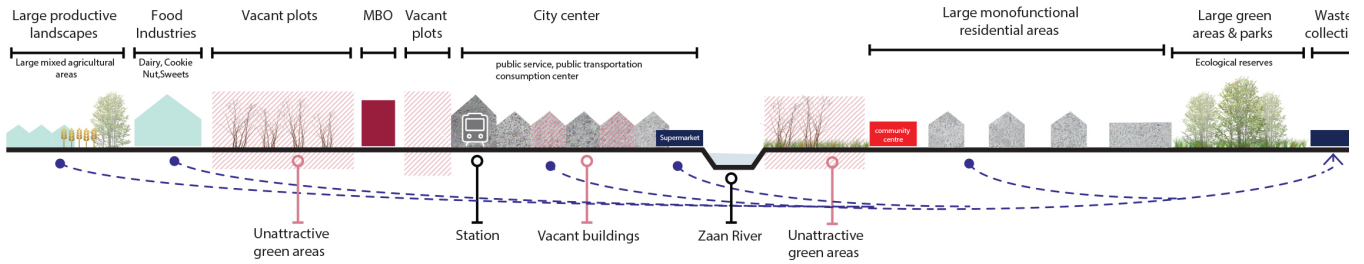 Large productive
landscapes
Food
Industries
Vacant plots
MBO
Vacant
plots
City center
Large monofunctional
residential areas
Large green
areas & parks
Waste
collectio
Large mixed agricultural
areas
Dairy, Cookie
Nut,Sweets
public service, public transportation
consumption center
Ecological reserves
Supermarket
community
centre
Unattractive
green areas
Station
Vacant buildings
Zaan River
Unattractive
green areas